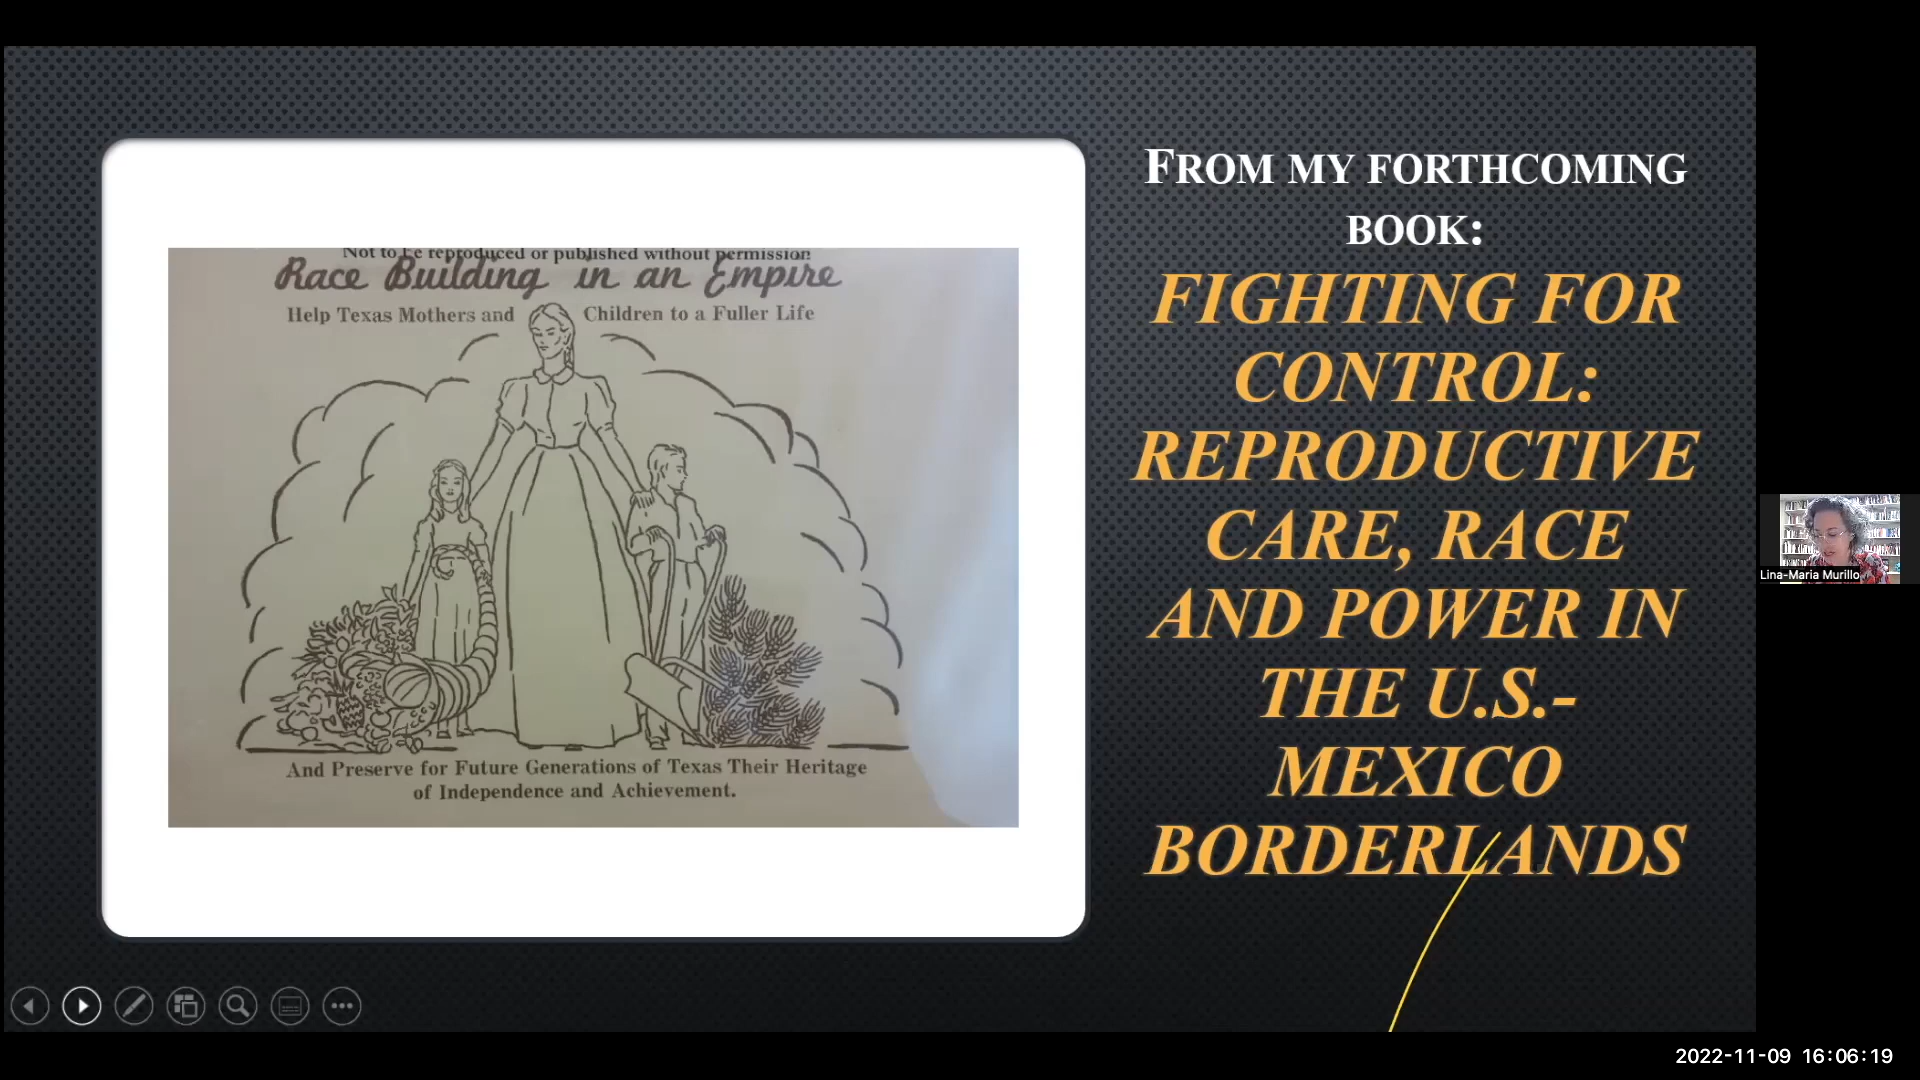 Not to be reproduced or published without permission
Race Building in an Empire
Help Texas Mothers and Children to a Fuller Life
And Preserve for Future Generations of Texas Their Heritage
of Independence and Achievement.
FROM MY FORTHCOMING
BOOK:
FIGHTING FOR
CONTROL:
REPRODUCTIVE
CARE, RACE
AND POWER IN
THE U.S.-
MEXICO
BORDERLANDS
Lina-Maria Murillo
2022-11-09 16:06:19